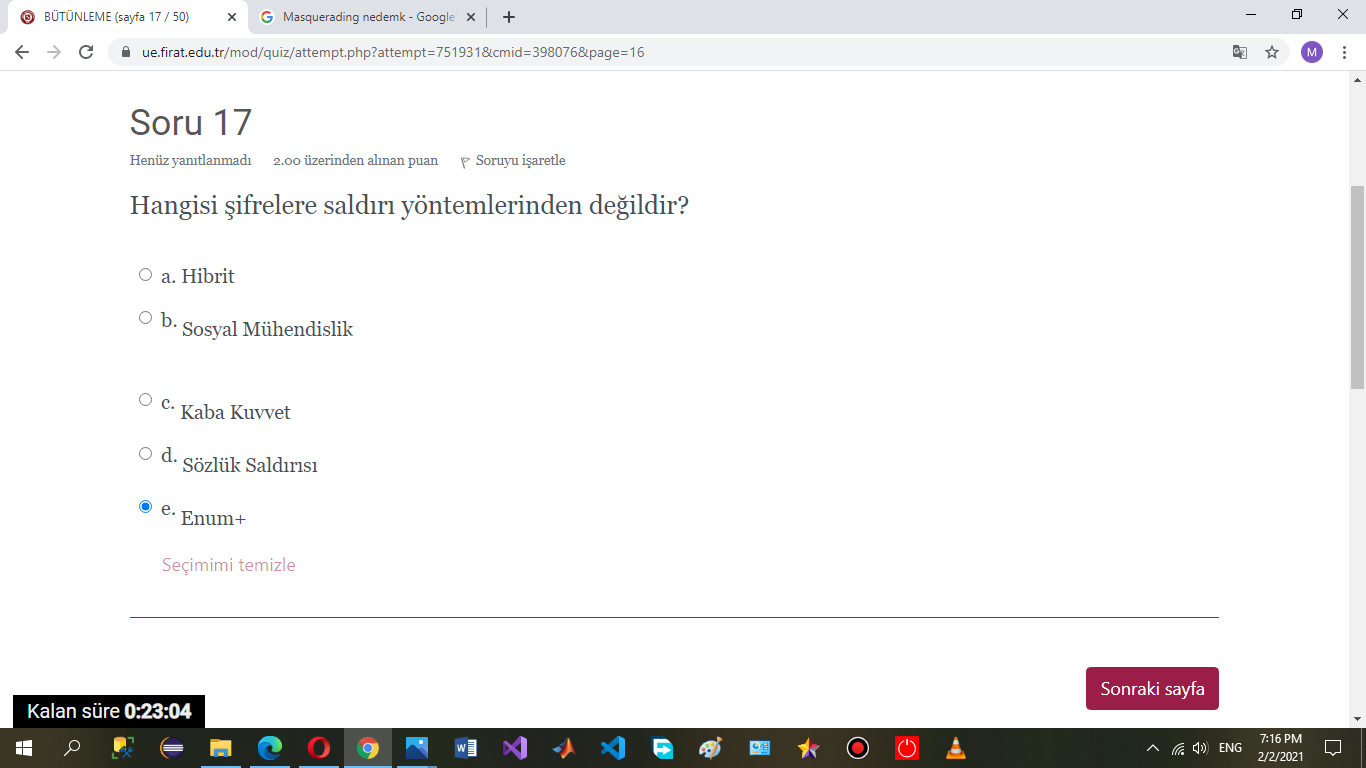 BÜTÜNLEME (sayfa 17 / 50)
Masquerading nedemk - Google
ue.firat.edu.tr/mod/quiz/attempt.php?attempt=751931&cmid=398076&page=16
M
Soru 17
Henüz yanıtlanmadı 2.00 üzerinden alınan puan Soruyu işaretle
Hangisi şifrelere saldırı yöntemlerinden değildir?
a. Hibrit
b. Sosyal Mühendislik
c. Kaba Kuvvet
d. Sözlük Saldırısı
e. Enum+
Seçimimi temizle
Sonraki sayfa
Kalan süre 0:23:04
ENG
7:16 PM
2/2/2021